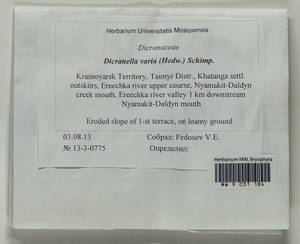 Herbarium Universitatis Mosquensis
Dicranaceae
Dicranella varia (Hedw.) Schimp.
Krasnoyarsk Territory, Taimyr Distr., Khatanga settl.
outskirts, Ereechka river upper course, Nyamakit-Daldyn
creek mouth, Ereechka river valley 1 km downstream
Nyamakit-Daldyn mouth
Eroded slope of 1-st terrace, on loamy ground
03.08.13 Собрал: Fedosov V.E.
№ 13-3-0775 Определил:
Herbarium MW, Bryophyta
MW 9 031 584